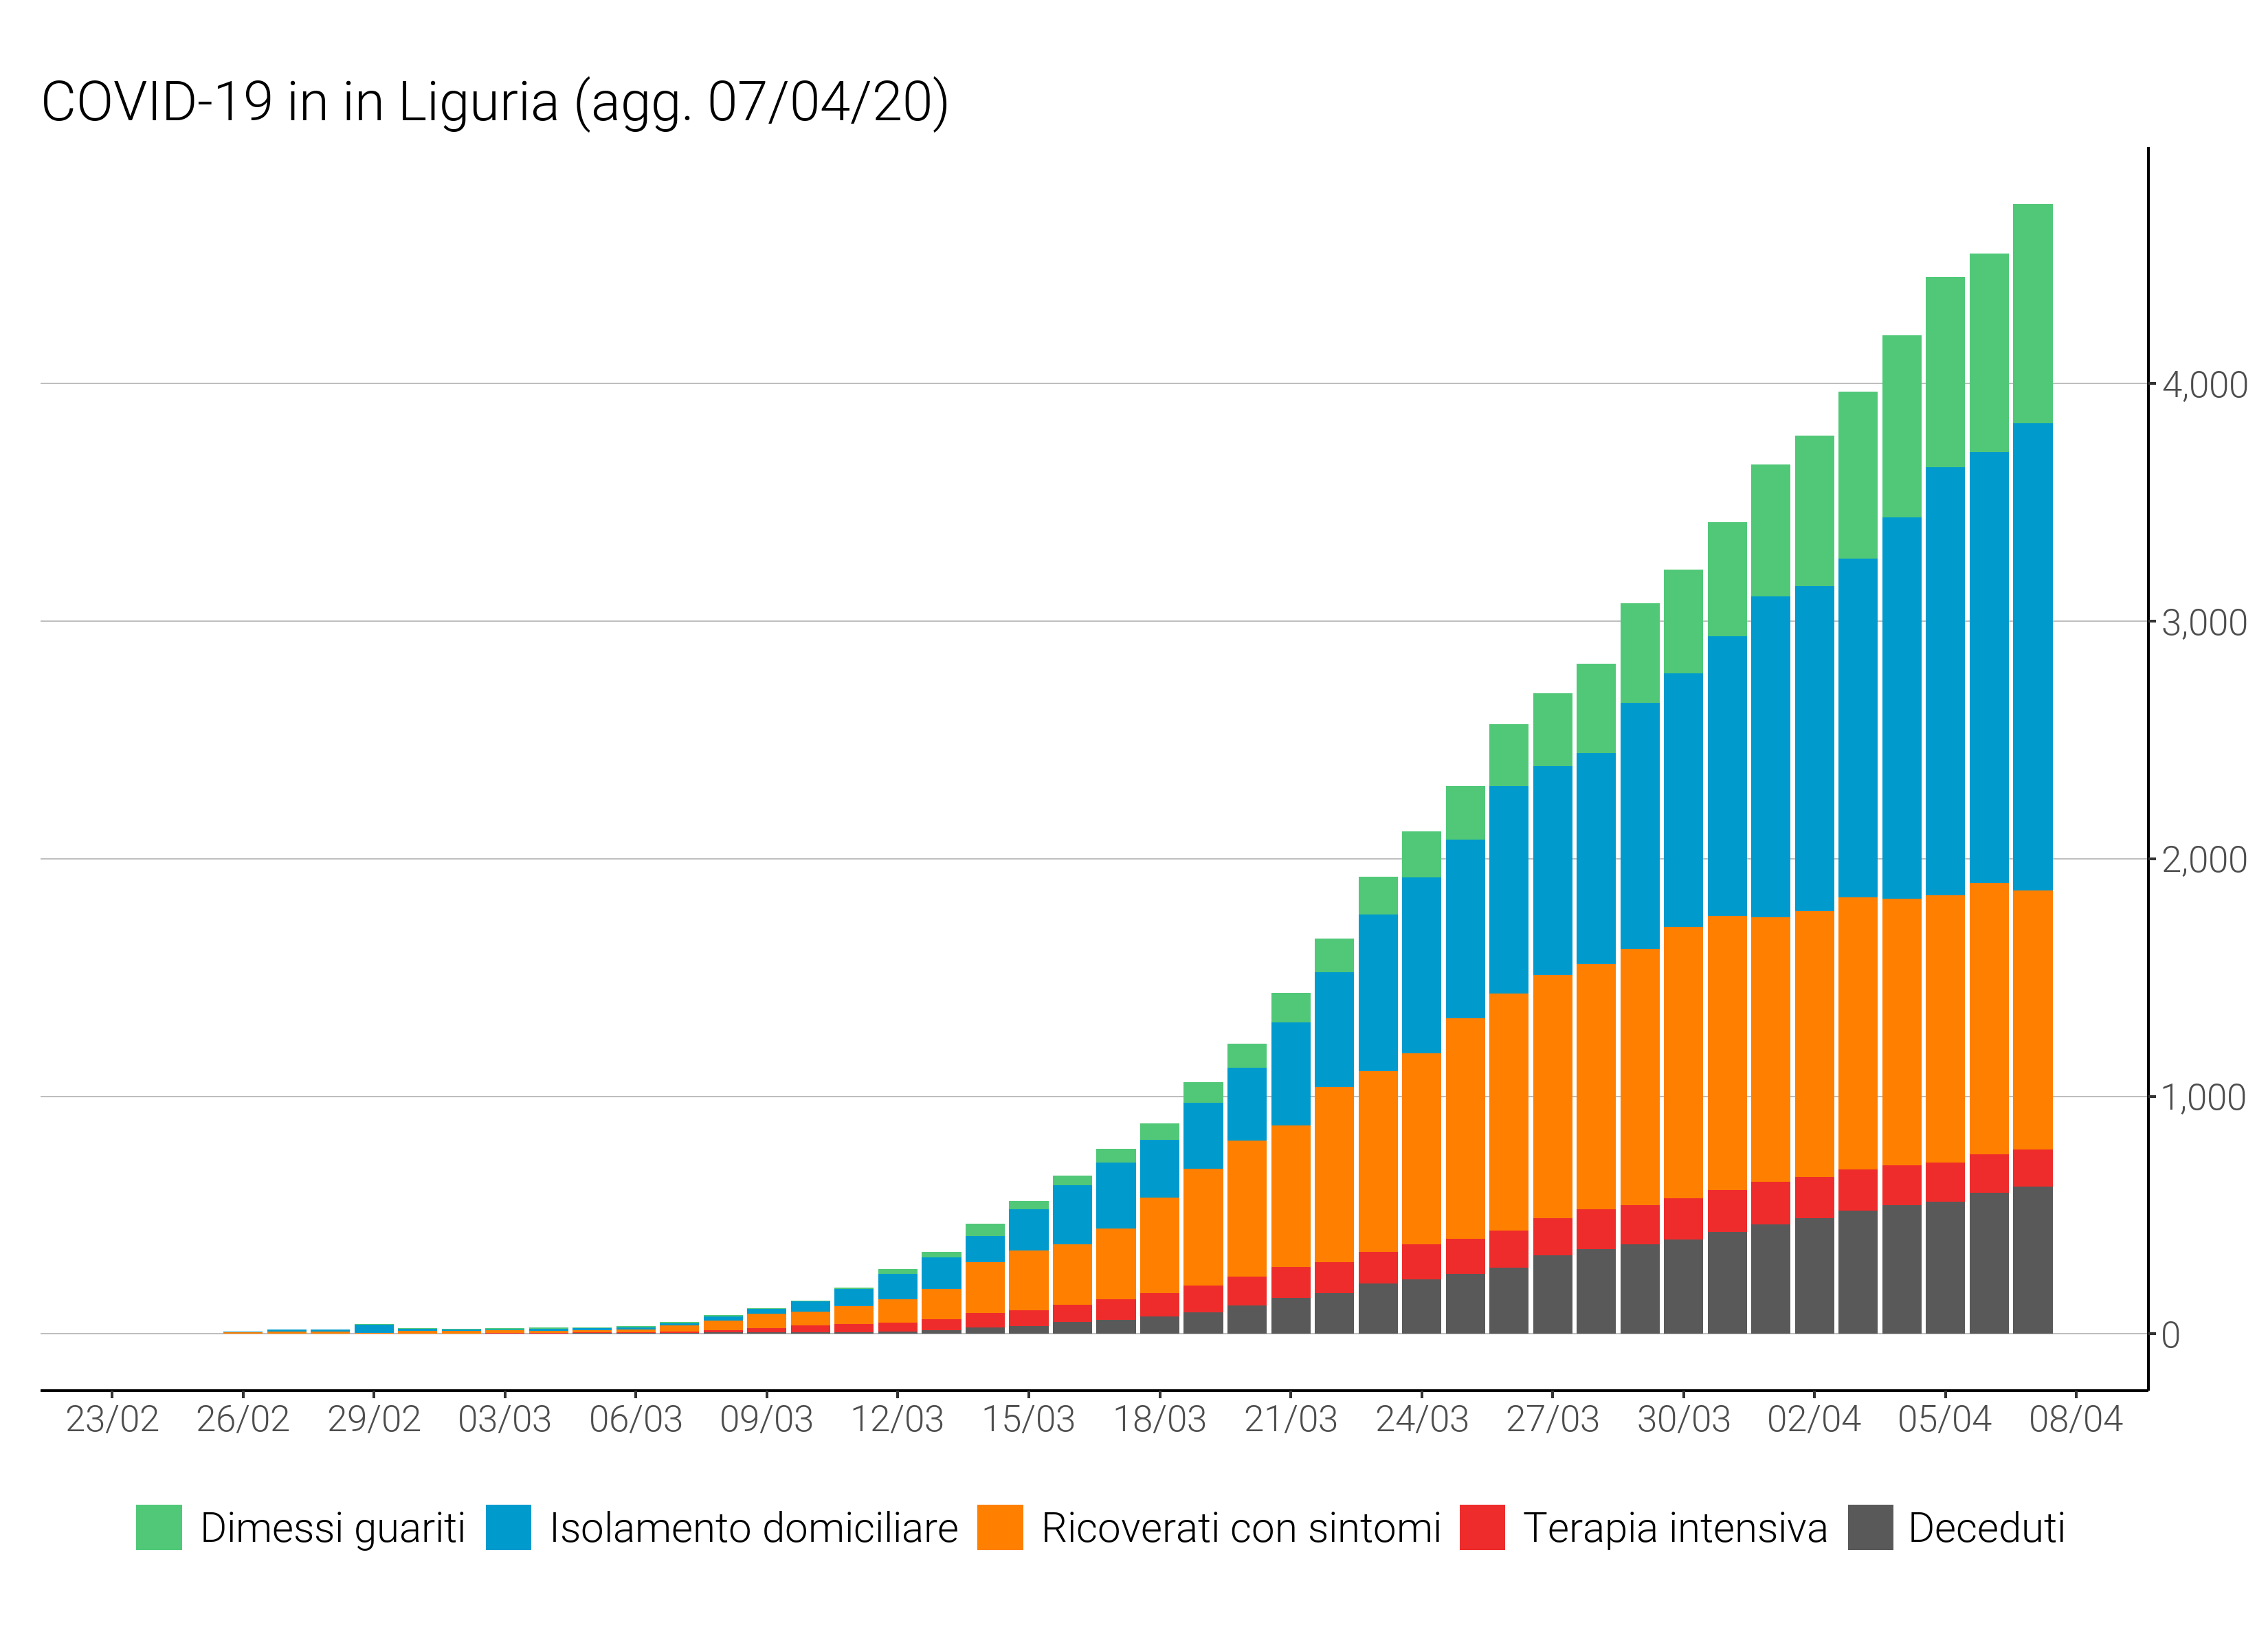 COVID-19 in in Liguria (agg. 07/04/20)
4,000
3,000
2,000
1,000
0
23/02 26/02 29/02 03/03 06/03 09/03 12/03 15/03 18/03 21/03 24/03 27/03 30/03 02/04 05/04 08/04
Dimessi guariti Isolamento domiciliare Ricoverati con sintomi Terapia intensiva Deceduti